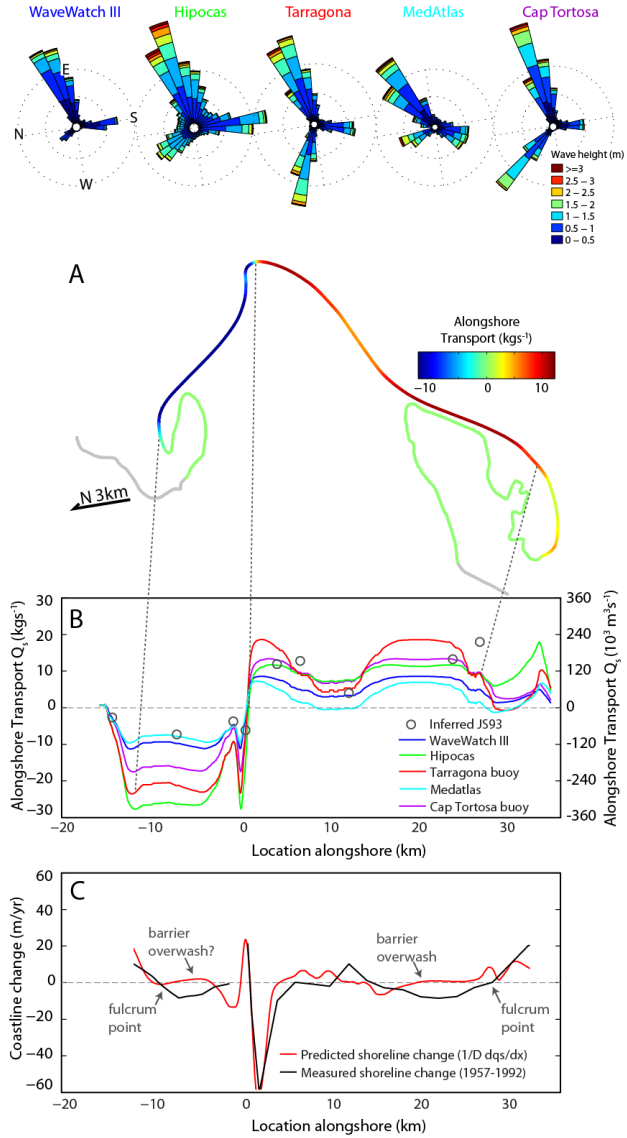 WaveWatch III
Hipocas
Tarragona
MedAtlas
Cap Tortosa
E
S
N
W
Wave height (m)
>=3
2.5 − 3
2 − 2.5
1.5 − 2
1 − 1.5
0.5 − 1
0 − 0.5
A
Alongshore
Transport (kgs⁻¹)
−10
0
10
N 3km
B
Alongshore Transport Qs (kgs⁻¹)
30
20
10
0
−10
−20
−30
Alongshore Transport Qs (10³ m³s⁻¹)
360
240
120
0
−120
−240
−360
Inferred JS93
WaveWatch III
Hipocas
Tarragona buoy
Medatlas
Cap Tortosa buoy
−20
−10
0
10
20
30
Location alongshore (km)
C
Coastline change (m/yr)
60
40
20
0
−20
−40
−60
barrier
overwash?
fulcrum
point
barrier
overwash
fulcrum
point
Predicted shoreline change (1/D dqs/dx)
Measured shoreline change (1957-1992)
−20
−10
0
10
20
30
Location alongshore (km)